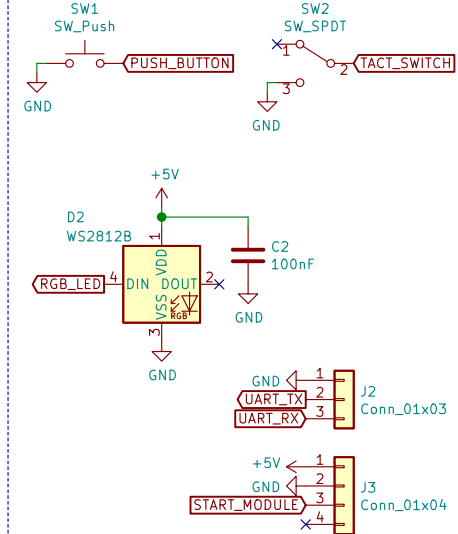 SW1
SW_Push
PUSH_BUTTON
GND
SW2
SW_SPDT
1
2
TACT_SWITCH
3
GND
+5V
D2
WS2812B
1
VDD
RGB_LED
4
DIN
DOUT
2
VSS
RGB
3
GND
C2
100nF
GND
GND
1
UART_TX
2
UART_RX
3
J2
Conn_01x03
+5V
1
GND
2
START_MODULE
3
4
J3
Conn_01x04